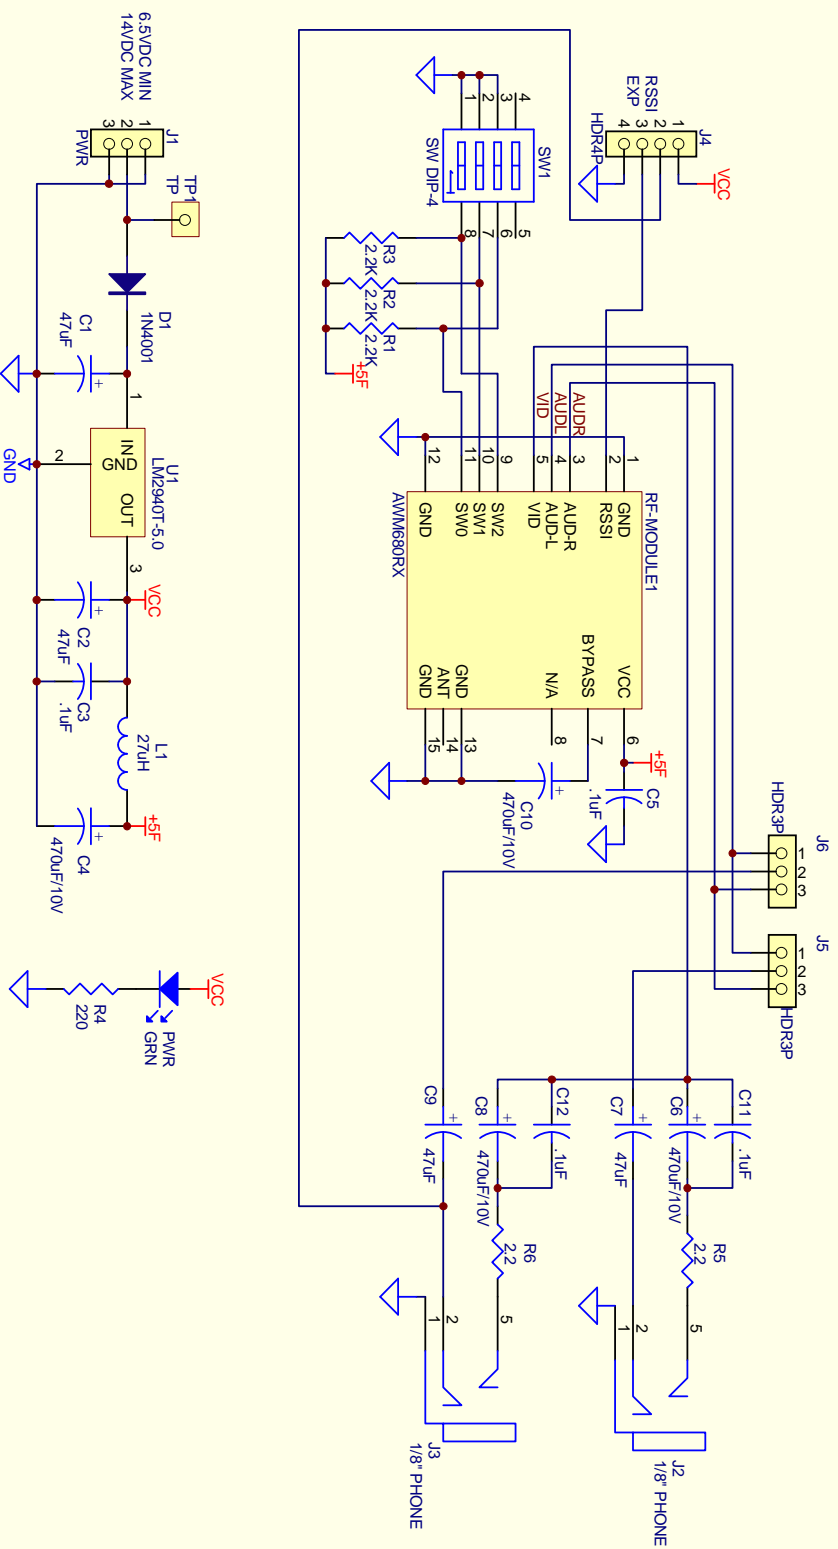 J4
RSSI
EXP
HDR4P
1
2
3
4
VCC
SW1
SW DIP-4
1
2
3
4
5
6
7
8
1
R3
2.2K
R2
2.2K
R1
2.2K
+5F
AUDR
AUDL
VID
RF-MODULE1
AWM680RX
1
2
3
4
5
9
10
11
12
GND
RSSI
AUD-R
AUD-L
VID
SW2
SW1
SW0
GND
VCC
BYPASS
N/A
GND
ANT
GND
6
7
8
13
14
15
+5F
C5
.1uF
C10
470uF/10V
J6
HDR3P
1
2
3
J5
HDR3P
1
2
3
C11
.1uF
C6
470uF/10V
C7
47uF
C12
.1uF
C8
470uF/10V
C9
47uF
R5
2.2
R6
2.2
5
2
1
J2
1/8" PHONE
5
2
1
J3
1/8" PHONE
6.5VDC MIN
14VDC MAX
J1
1
2
3
PWR
TP1
TP
D1
1N4001
C1
47uF
1
2
3
U1
LM2940T-5.0
IN
GND
OUT
GND
VCC
C2
47uF
C3
.1uF
L1
27uH
+5F
C4
470uF/10V
VCC
PWR
GRN
R4
220